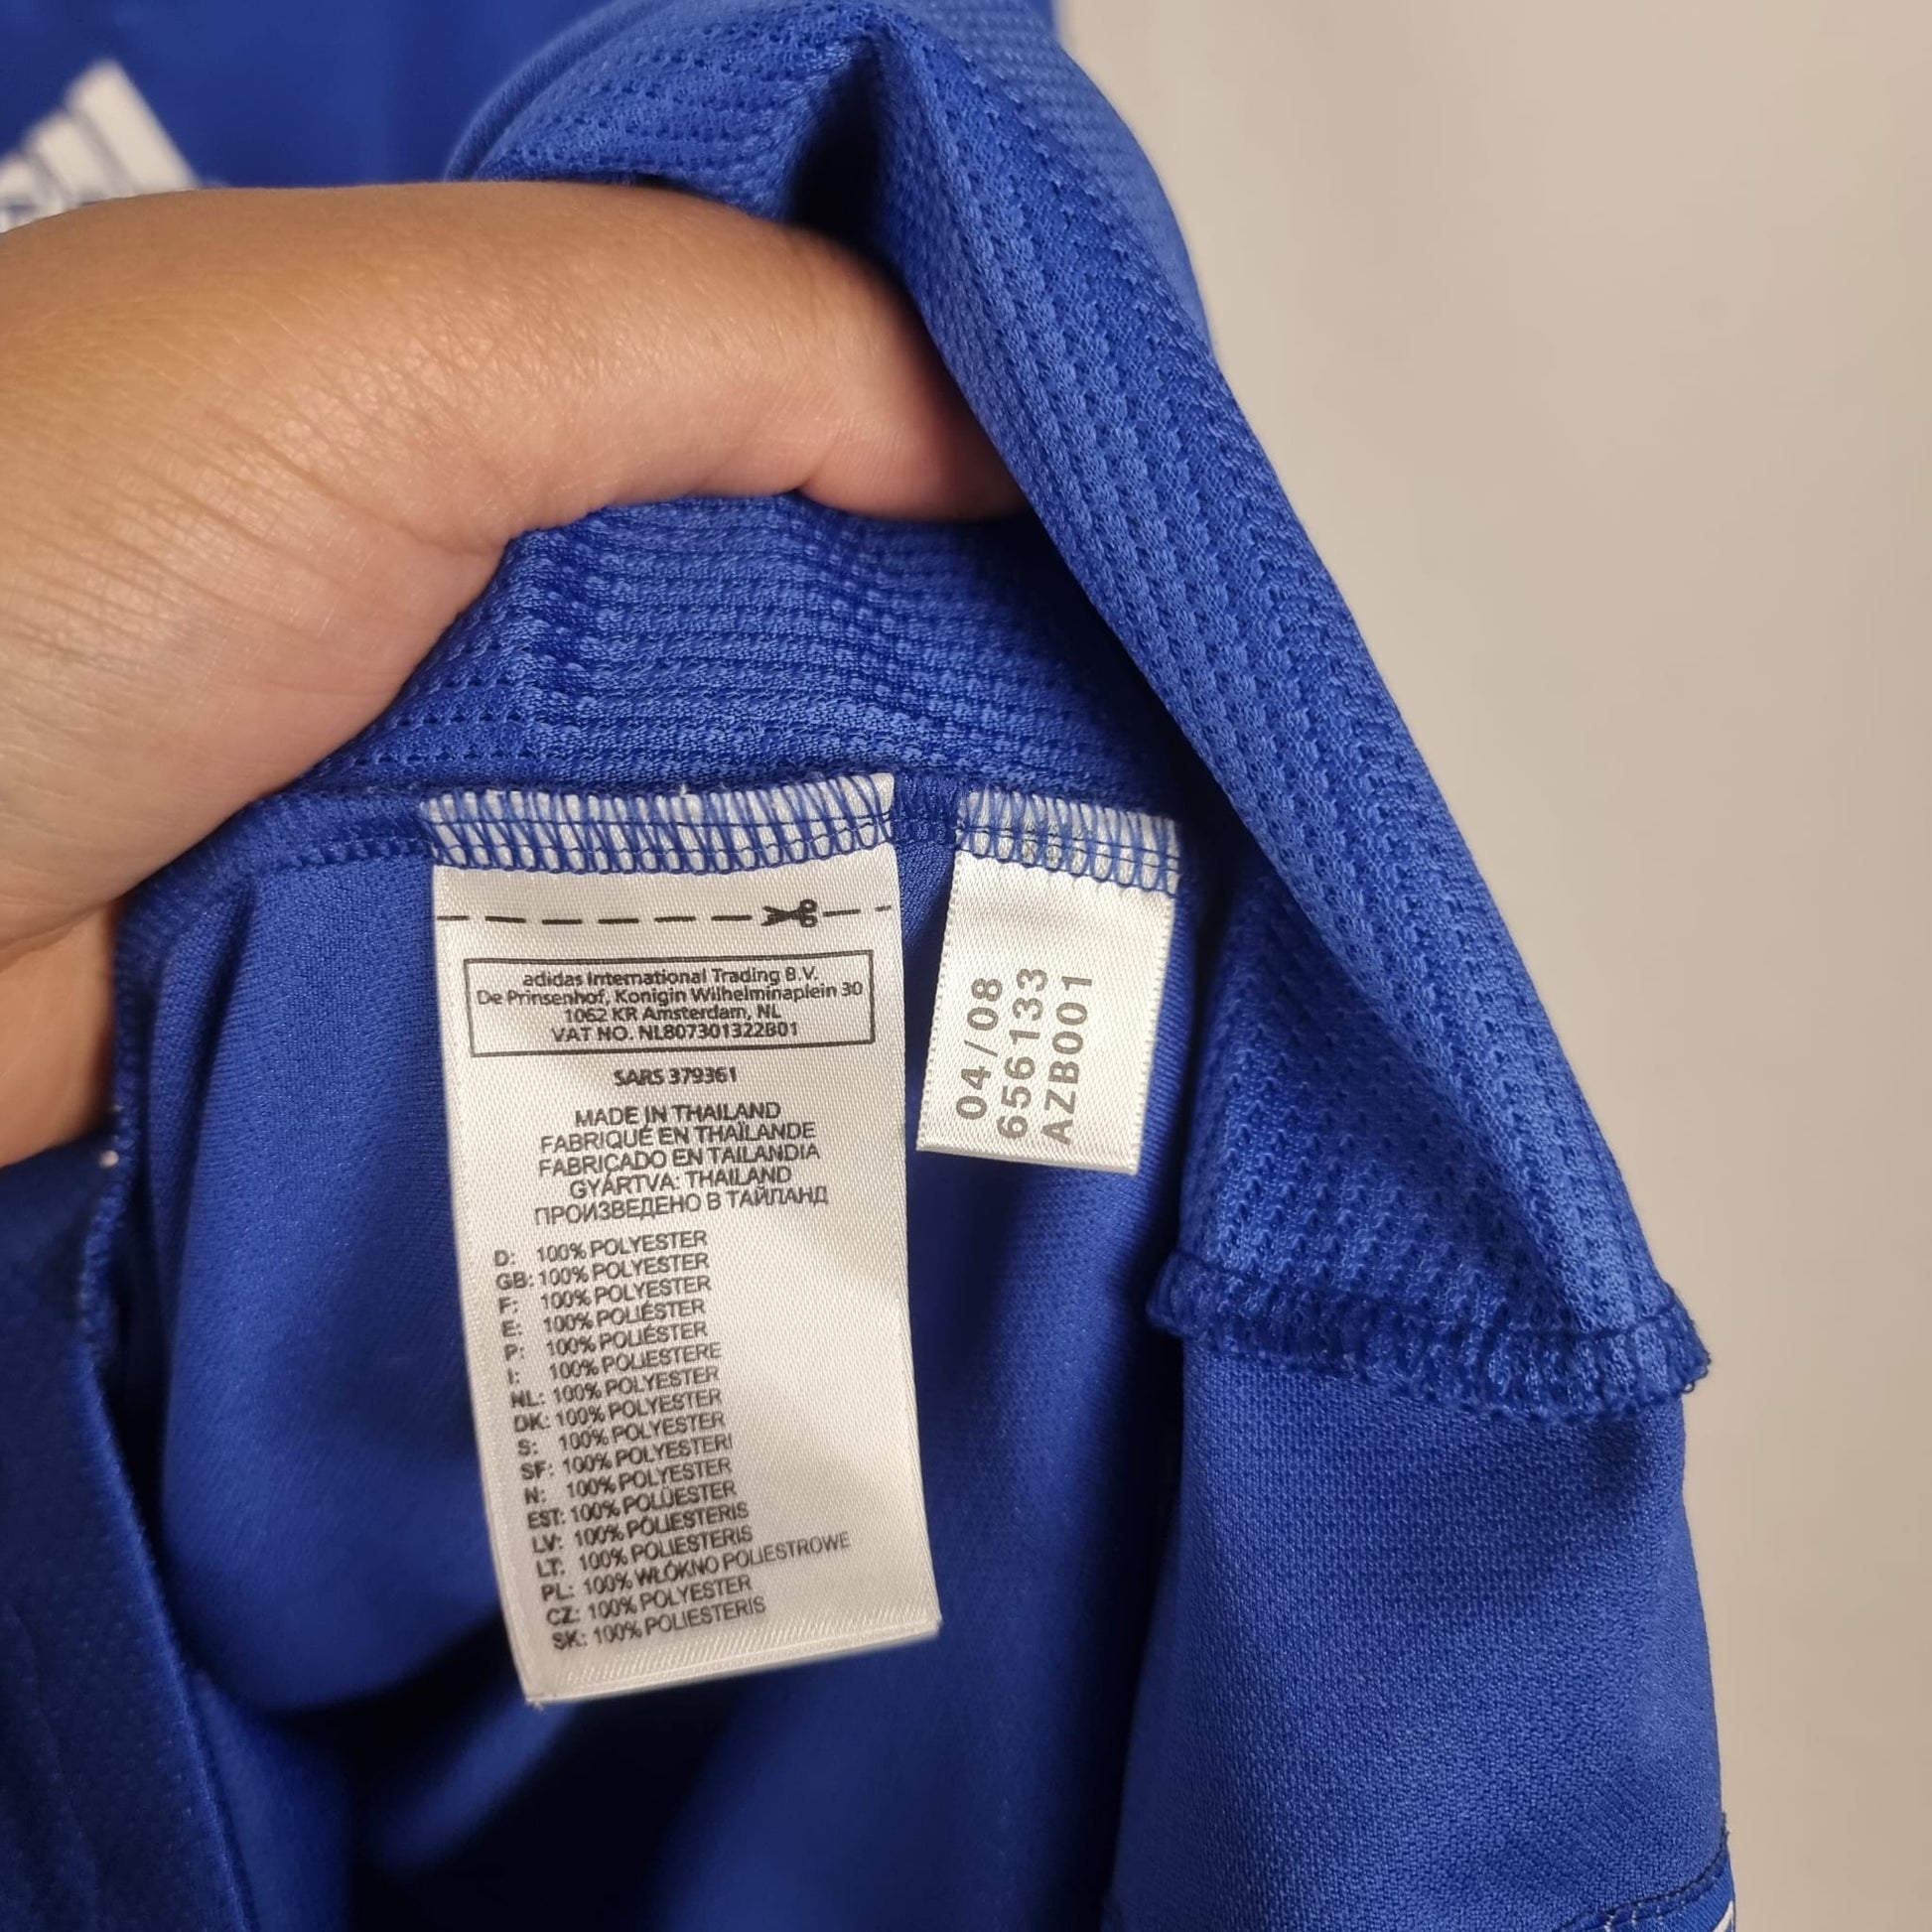 adidas International Trading B.V.
De Prinsenhof, Konigin Wilhelminaplein 30
1062 KR Amsterdam, NL
VAT NO. NL807301322B01
SARS 379361
MADE IN THAILAND
FABRIQUÉ EN THAÏLANDE
FABRICADO EN TAILANDIA
GYÁRTVA: THAILAND
ПРОИЗВЕДЕНО В ТАЙЛАНД
D: 100% POLYESTER
GB: 100% POLYESTER
F: 100% POLYESTER
E: 100% POLIÉSTER
P: 100% POLIÉSTER
I: 100% POLIESTERE
NL: 100% POLYESTER
DK: 100% POLYESTER
S: 100% POLYESTER
SF: 100% POLYESTERI
N: 100% POLYESTER
EST: 100% POLÜESTER
LV: 100% POLIESTERIS
LT: 100% POLIESTERIS
PL: 100% WŁÓKNO POLIESTROWE
CZ: 100% POLYESTER
SK: 100% POLIESTERIS
04/08
656133
AZB001